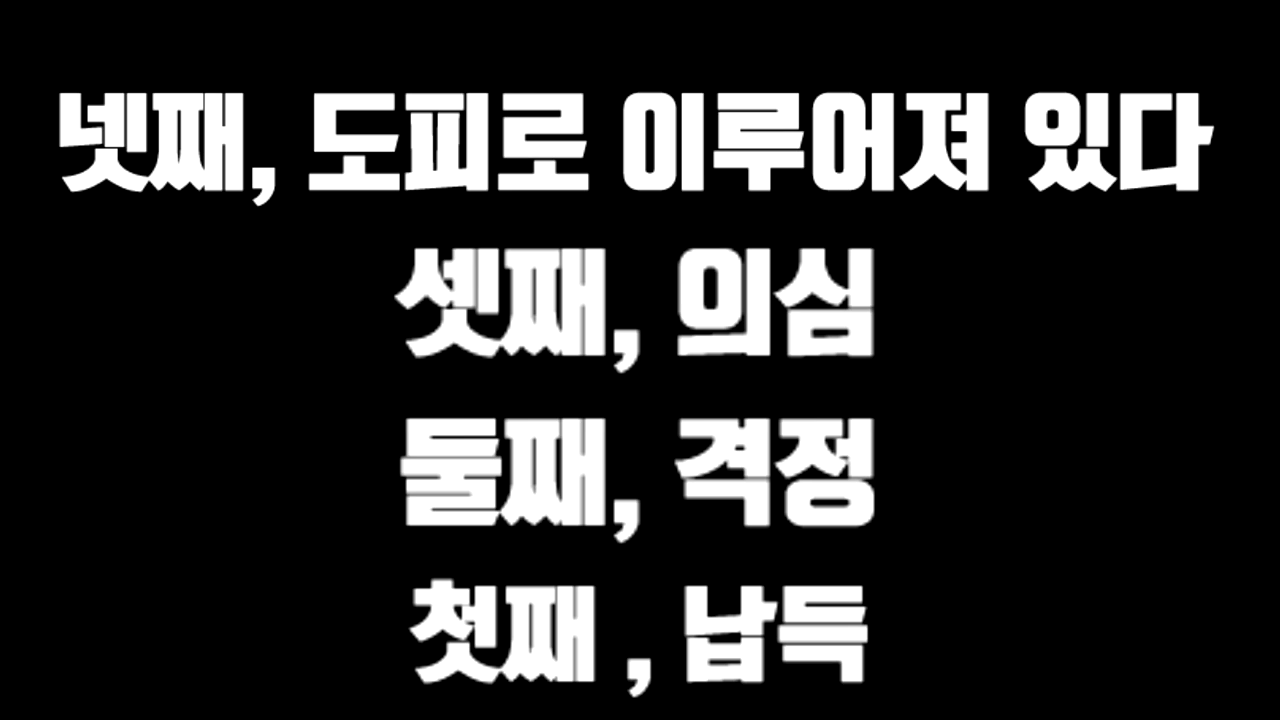 넷째, 도피로 이루어져 있다
셋째, 의심
둘째, 격정
첫째 , 납득